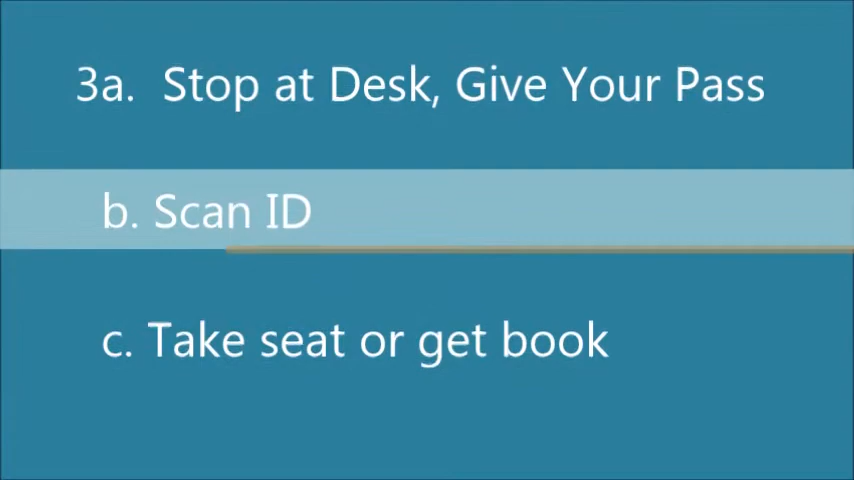 3a. Stop at Desk, Give Your Pass
b. Scan ID
c. Take seat or get book